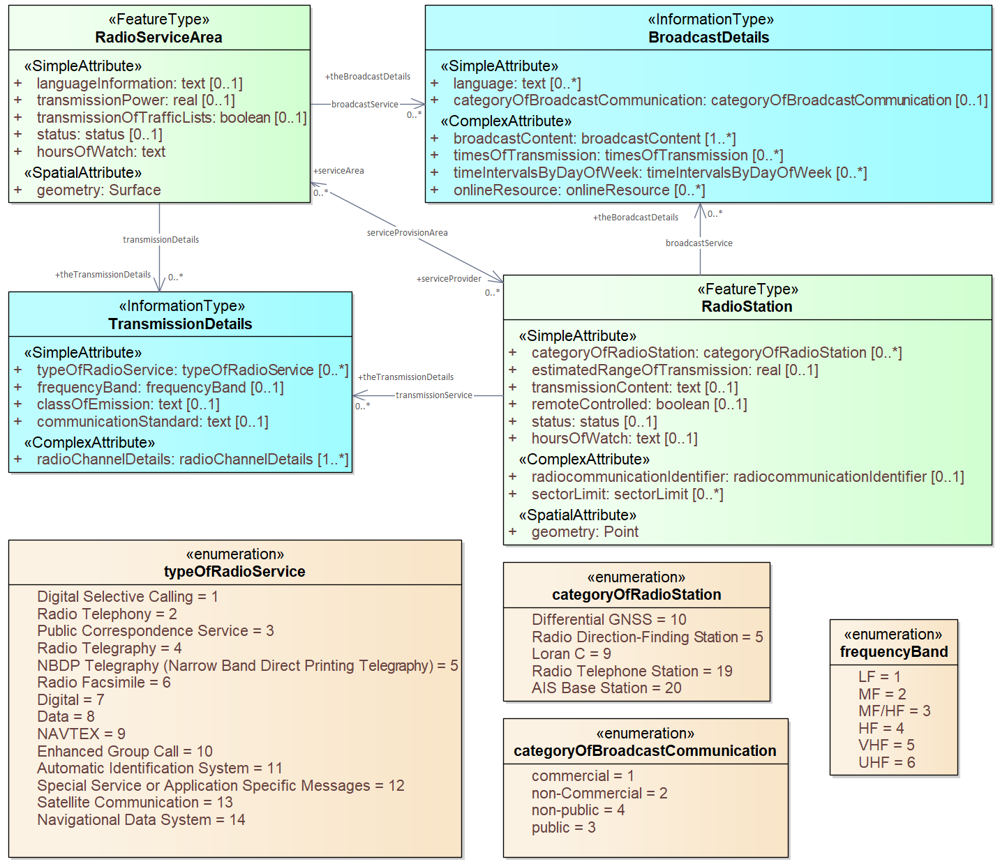 «FeatureType»
RadioServiceArea
«SimpleAttribute»
+ languageInformation: text [0..1]
+ transmissionPower: real [0..1]
+ transmissionOfTrafficLists: boolean [0..1]
+ status: status [0..1]
+ hoursOfWatch: text
«SpatialAttribute»
+ geometry: Surface
+theBroadcastDetails
broadcastService
0..*
«InformationType»
BroadcastDetails
«SimpleAttribute»
+ language: text [0..*]
+ categoryOfBroadcastCommunication: categoryOfBroadcastCommunication [0..1]
«ComplexAttribute»
+ broadcastContent: broadcastContent [1..*]
+ timesOfTransmission: timesOfTransmission [0..*]
+ timeIntervalsByDayOfWeek: timeIntervalsByDayOfWeek [0..*]
+ onlineResource: onlineResource [0..*]
+serviceArea
0..*
serviceProvisionArea
+serviceProvider
0..*
+theBoradcastDetails
0..*
broadcastService
transmissionDetails
+theTransmissionDetails
0..*
«InformationType»
TransmissionDetails
«SimpleAttribute»
+ typeOfRadioService: typeOfRadioService [0..*]
+ frequencyBand: frequencyBand [0..1]
+ classOfEmission: text [0..1]
+ communicationStandard: text [0..1]
«ComplexAttribute»
+ radioChannelDetails: radioChannelDetails [1..*]
+theTransmissionDetails
transmissionService
0..*
«FeatureType»
RadioStation
«SimpleAttribute»
+ categoryOfRadioStation: categoryOfRadioStation [0..*]
+ estimatedRangeOfTransmission: real [0..1]
+ transmissionContent: text [0..1]
+ remoteControlled: boolean [0..1]
+ status: status [0..1]
+ hoursOfWatch: text [0..1]
«ComplexAttribute»
+ radiocommunicationIdentifier: radiocommunicationIdentifier [0..1]
+ sectorLimit: sectorLimit [0..*]
«SpatialAttribute»
+ geometry: Point
«enumeration»
typeOfRadioService
Digital Selective Calling = 1
Radio Telephony = 2
Public Correspondence Service = 3
Radio Telegraphy = 4
NBDP Telegraphy (Narrow Band Direct Printing Telegraphy) = 5
Radio Facsimile = 6
Digital = 7
Data = 8
NAVTEX = 9
Enhanced Group Call = 10
Automatic Identification System = 11
Special Service or Application Specific Messages = 12
Satellite Communication = 13
Navigational Data System = 14
«enumeration»
categoryOfRadioStation
Differential GNSS = 10
Radio Direction-Finding Station = 5
Loran C = 9
Radio Telephone Station = 19
AIS Base Station = 20
«enumeration»
categoryOfBroadcastCommunication
commercial = 1
non-Commercial = 2
non-public = 4
public = 3
«enumeration»
frequencyBand
LF = 1
MF = 2
MF/HF = 3
HF = 4
VHF = 5
UHF = 6